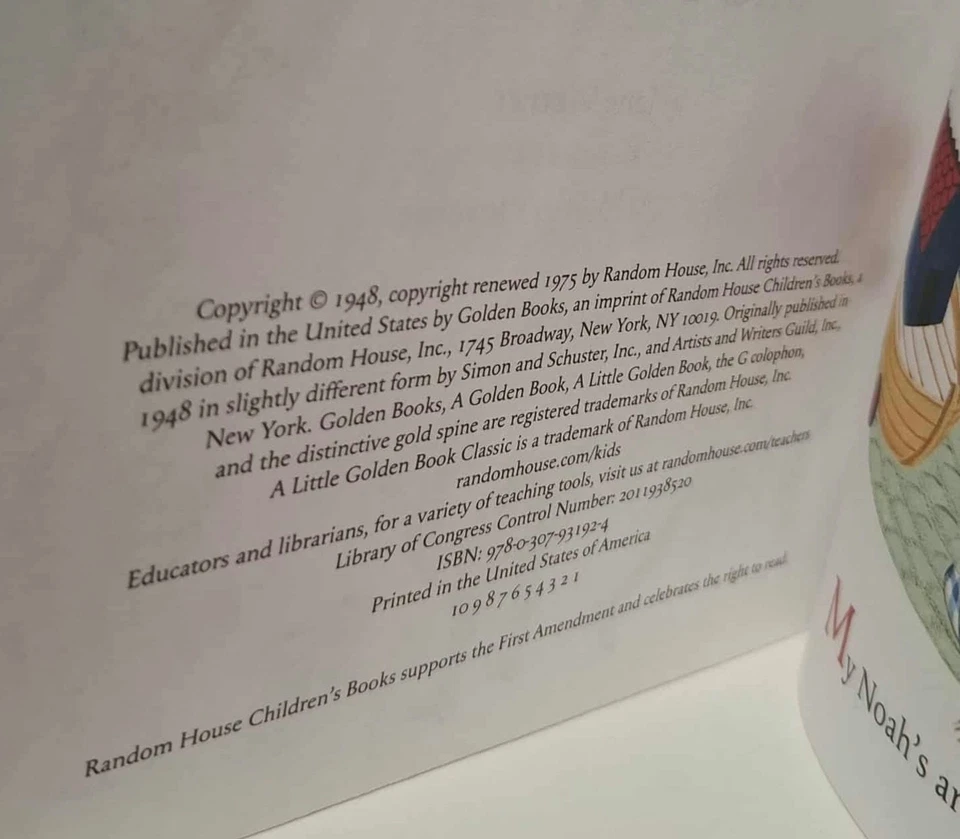 Copyright © 1948, copyright renewed 1975 by Random House, Inc. All rights reserved.
Published in the United States by Golden Books, an imprint of Random House Children's Books, a
division of Random House, Inc., 1745 Broadway, New York, NY 10019. Originally published in
1948 in slightly different form by Simon and Schuster, Inc., and Artists and Writers Guild, Inc.,
New York. Golden Books, A Golden Book, A Little Golden Book, the G colophon,
and the distinctive gold spine are registered trademarks of Random House, Inc.
A Little Golden Book Classic is a trademark of Random House, Inc.
randomhouse.com/kids
Educators and librarians, for a variety of teaching tools, visit us at randomhouse.com/teachers
Library of Congress Control Number: 2011938520
ISBN: 978-0-307-93192-4
Printed in the United States of America
10 9 8 7 6 5 4 3 2 1
Random House Children's Books supports the First Amendment and celebrates the right to read.
My Noah's